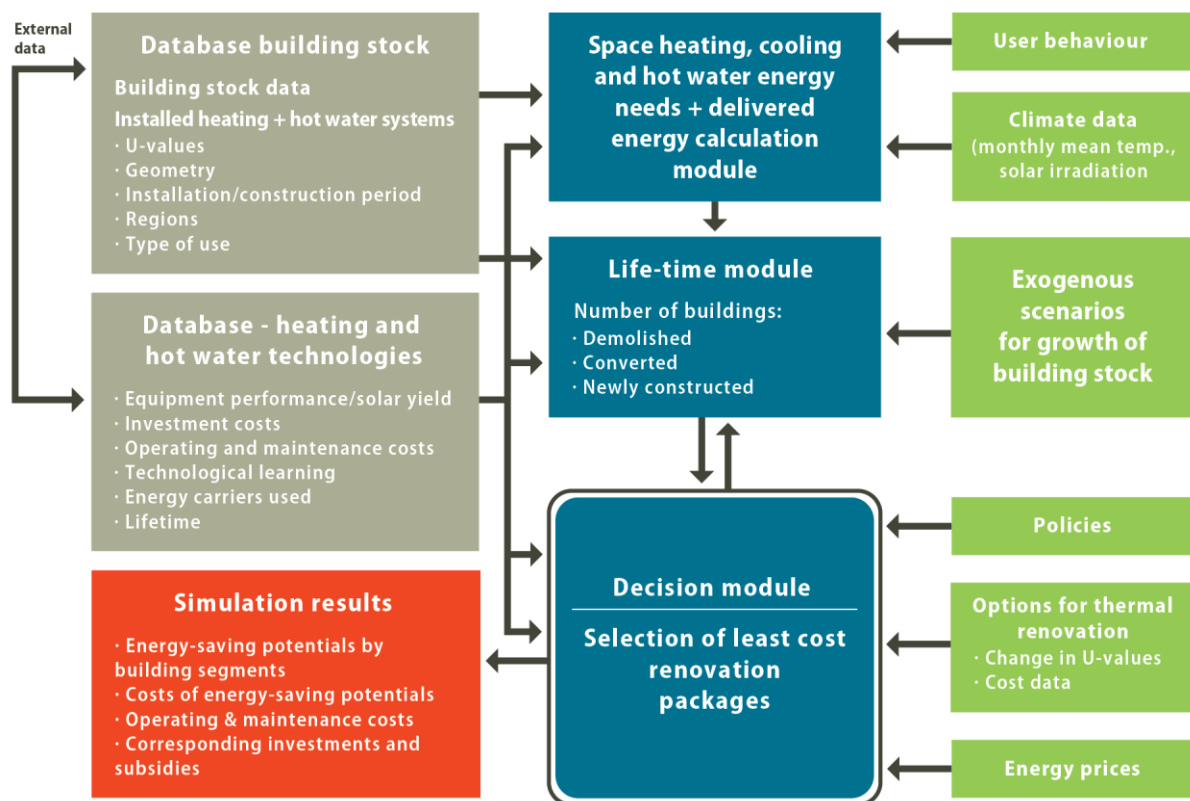 External
data
Database building stock
Building stock data
Installed heating + hot water systems
· U-values
· Geometry
· Installation/construction period
· Regions
· Type of use
Database - heating and
hot water technologies
· Equipment performance/solar yield
· Investment costs
· Operating and maintenance costs
· Technological learning
· Energy carriers used
· Lifetime
Simulation results
· Energy-saving potentials by
building segments
· Costs of energy-saving potentials
· Operating & maintenance costs
· Corresponding investments and
subsidies
Space heating, cooling
and hot water energy
needs + delivered
energy calculation
module
Life-time module
Number of buildings:
· Demolished
· Converted
· Newly constructed
Decision module
Selection of least cost
renovation
packages
User behaviour
Climate data
(monthly mean temp.,
solar irradiation
Exogenous
scenarios
for growth of
building stock
Policies
Options for thermal
renovation
· Change in U-values
· Cost data
Energy prices